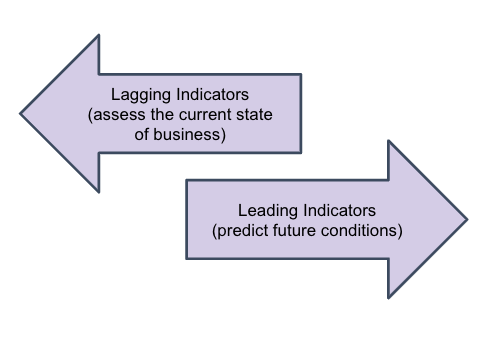 Lagging Indicators
(assess the current state
of business)
Leading Indicators
(predict future conditions)